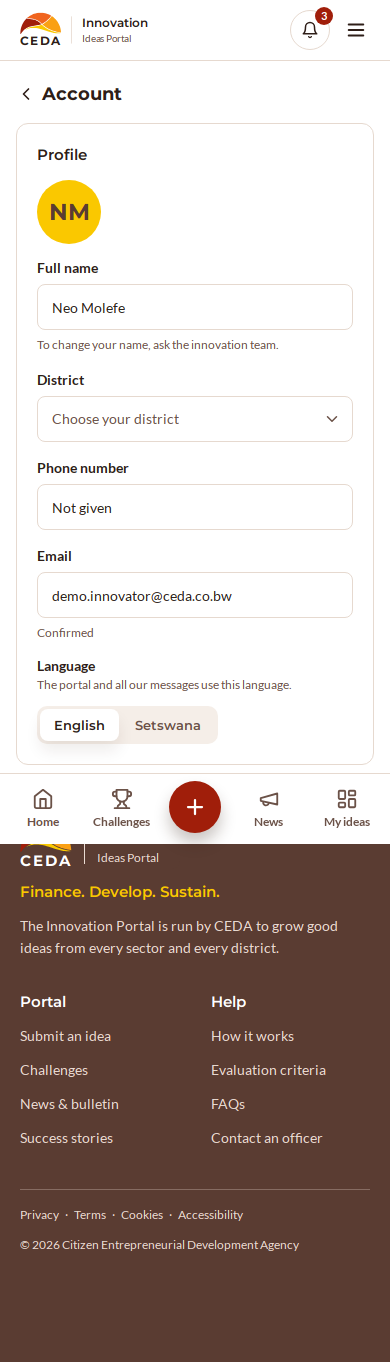 CEDA
Innovation
Ideas Portal
3
Account
Profile
NM
Full name
Neo Molefe
To change your name, ask the innovation team.
District
Choose your district
Phone number
Not given
Email
demo.innovator@ceda.co.bw
Confirmed
Language
The portal and all our messages use this language.
English Setswana
Home Challenges News My ideas
CEDA Ideas Portal
Finance. Develop. Sustain.
The Innovation Portal is run by CEDA to grow good
ideas from every sector and every district.
Portal
Submit an idea
Challenges
News & bulletin
Success stories
Help
How it works
Evaluation criteria
FAQs
Contact an officer
Privacy · Terms · Cookies · Accessibility
© 2026 Citizen Entrepreneurial Development Agency